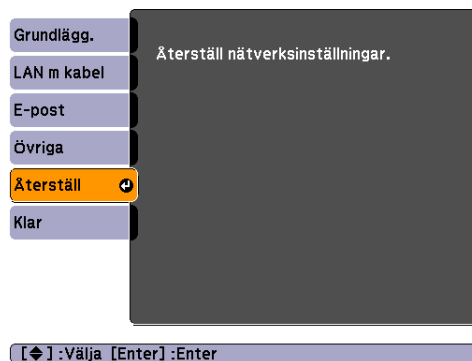 Grundlägg.
LAN m kabel
E-post
Övriga
Återställ
Klar
Återställ nätverksinställningar.
[◆] :Välja [Enter] :Enter